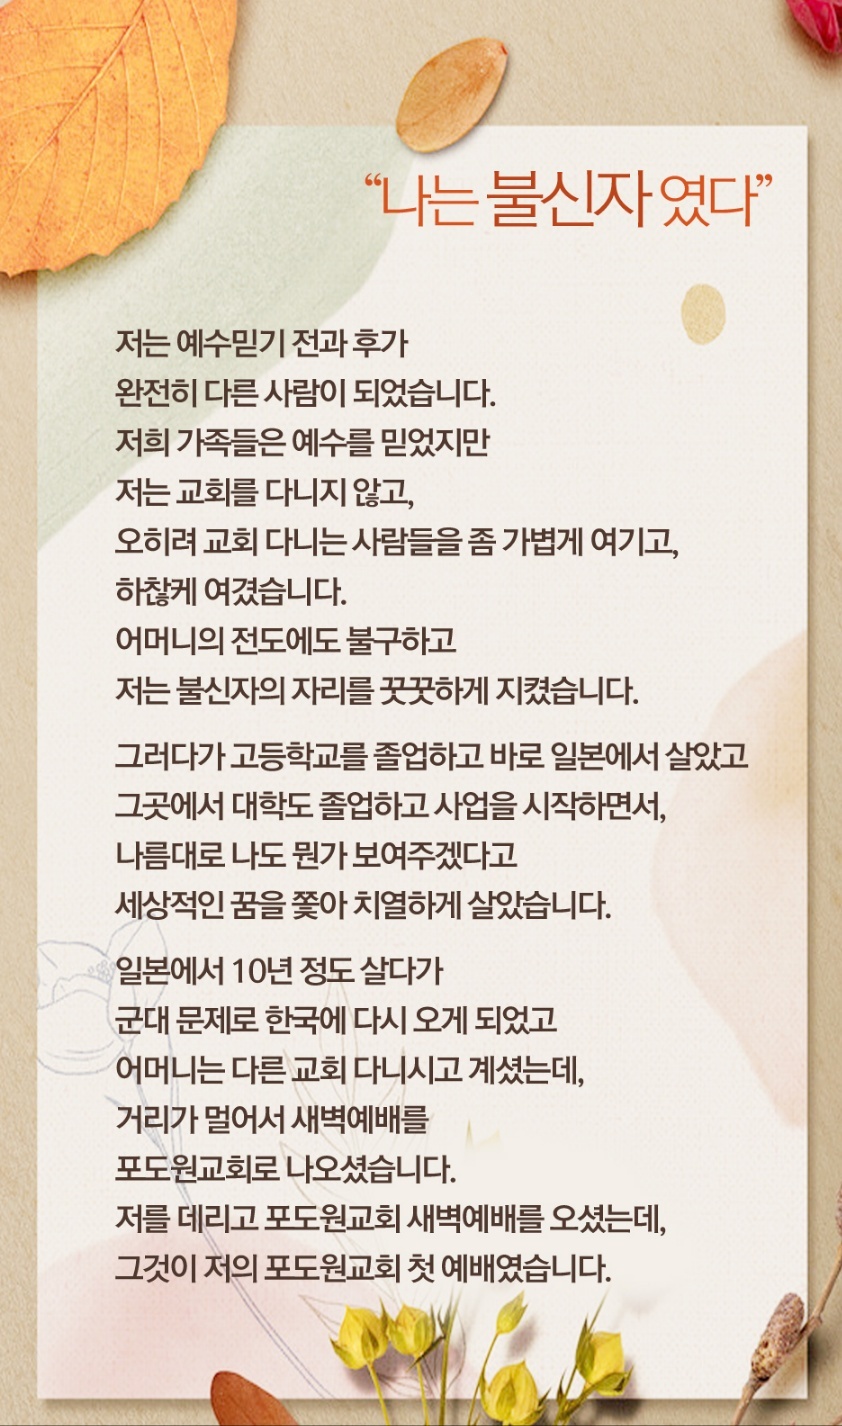 “나는 불신자 였다”
저는 예수믿기 전과 후가
완전히 다른 사람이 되었습니다.
저희 가족들은 예수를 믿었지만
저는 교회를 다니지 않고,
오히려 교회 다니는 사람들을 좀 가볍게 여기고,
하찮케 여겼습니다.
어머니의 전도에도 불구하고
저는 불신자의 자리를 꿋꿋하게 지켰습니다.
그러다가 고등학교를 졸업하고 바로 일본에서 살았고
그곳에서 대학도 졸업하고 사업을 시작하면서,
나름대로 나도 뭔가 보여주겠다고
세상적인 꿈을 쫓아 치열하게 살았습니다.
일본에서 10년 정도 살다가
군대 문제로 한국에 다시 오게 되었고
어머니는 다른 교회 다니시고 계셨는데,
거리가 멀어서 새벽예배를
포도원교회로 나오셨습니다.
저를 데리고 포도원교회 새벽예배를 오셨는데,
그것이 저의 포도원교회 첫 예배였습니다.